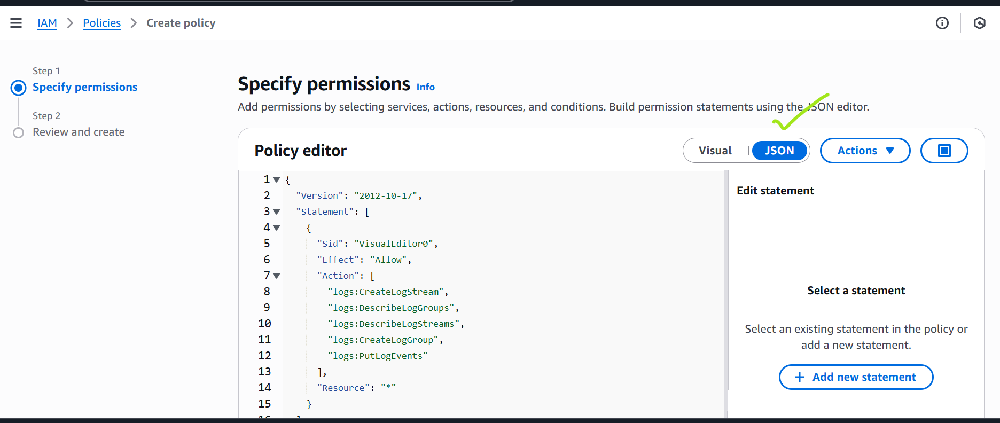 IAM > Policies > Create policy
Step 1
Specify permissions
Step 2
Review and create
Specify permissions Info
Add permissions by selecting services, actions, resources, and conditions. Build permission statements using the JSON editor.
Policy editor
Visual | JSON
Actions
1 {
2 "Version": "2012-10-17",
3 "Statement": [
4 {
5 "Sid": "VisualEditor0",
6 "Effect": "Allow",
7 "Action": [
8 "logs:CreateLogStream",
9 "logs:DescribeLogGroups",
10 "logs:DescribeLogStreams",
11 "logs:CreateLogGroup",
12 "logs:PutLogEvents"
13 ],
14 "Resource": "*"
15 }
Edit statement
Select a statement
Select an existing statement in the policy or
add a new statement.
+ Add new statement